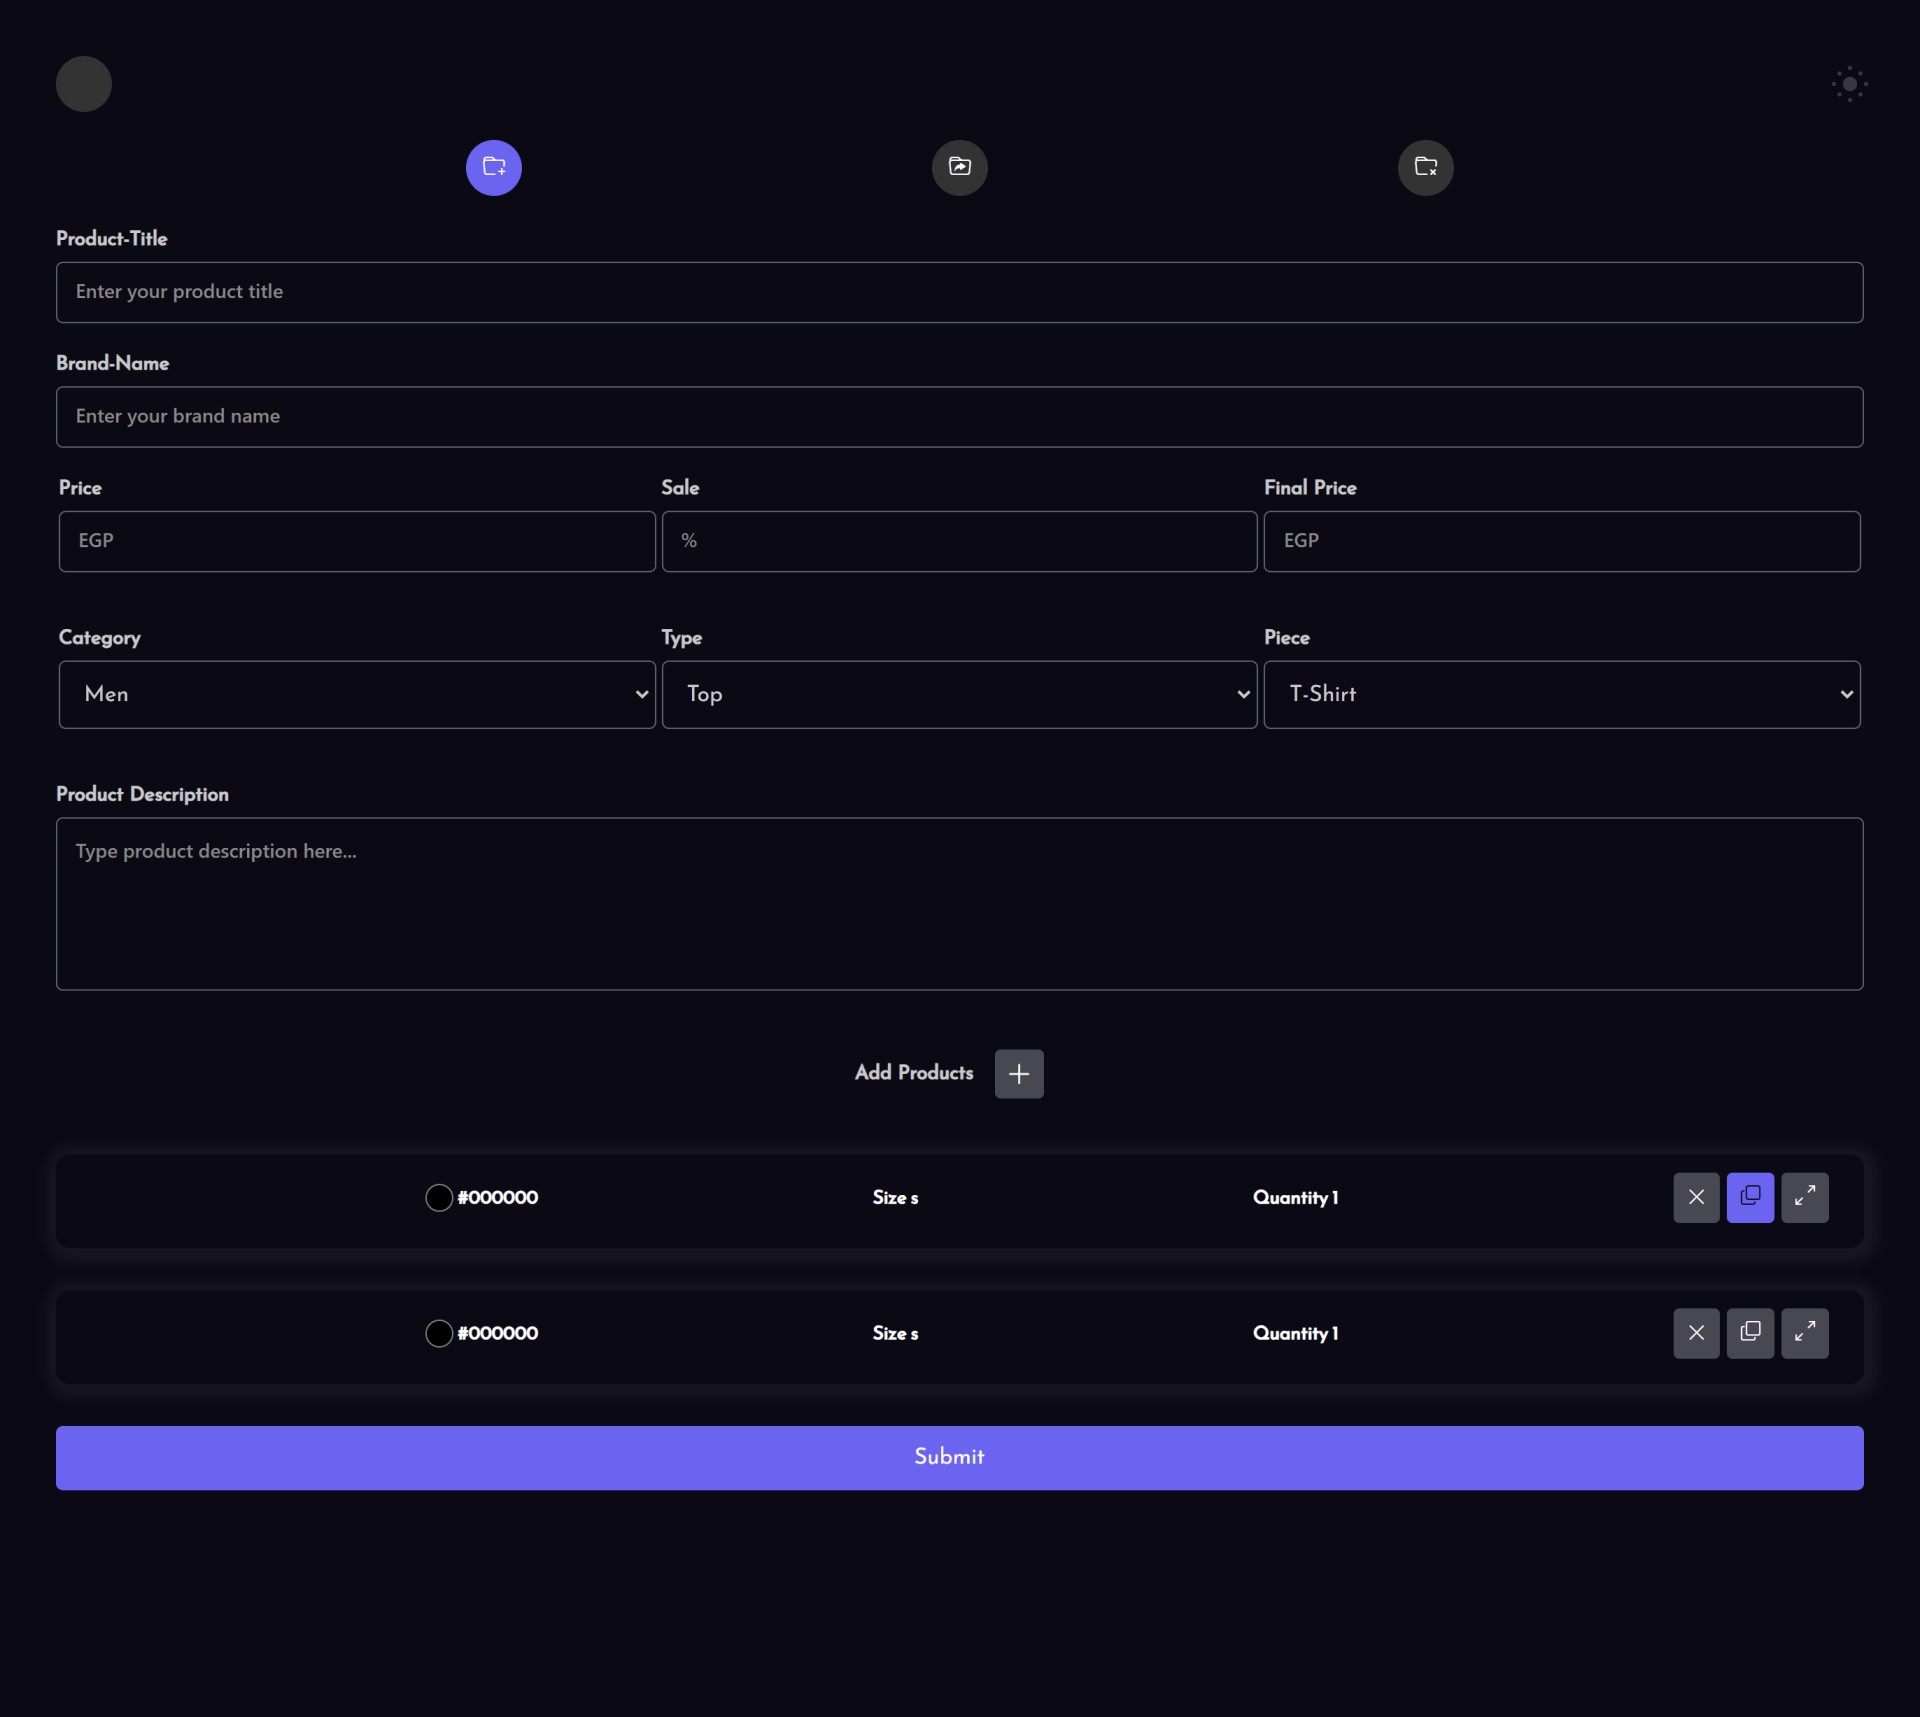 Product-Title
Enter your product title
Brand-Name
Enter your brand name
Price Sale Final Price
EGP % EGP
Category Type Piece
Men Top T-Shirt
Product Description
Type product description here...
Add Products
#000000 Size s Quantity 1
#000000 Size s Quantity 1
Submit